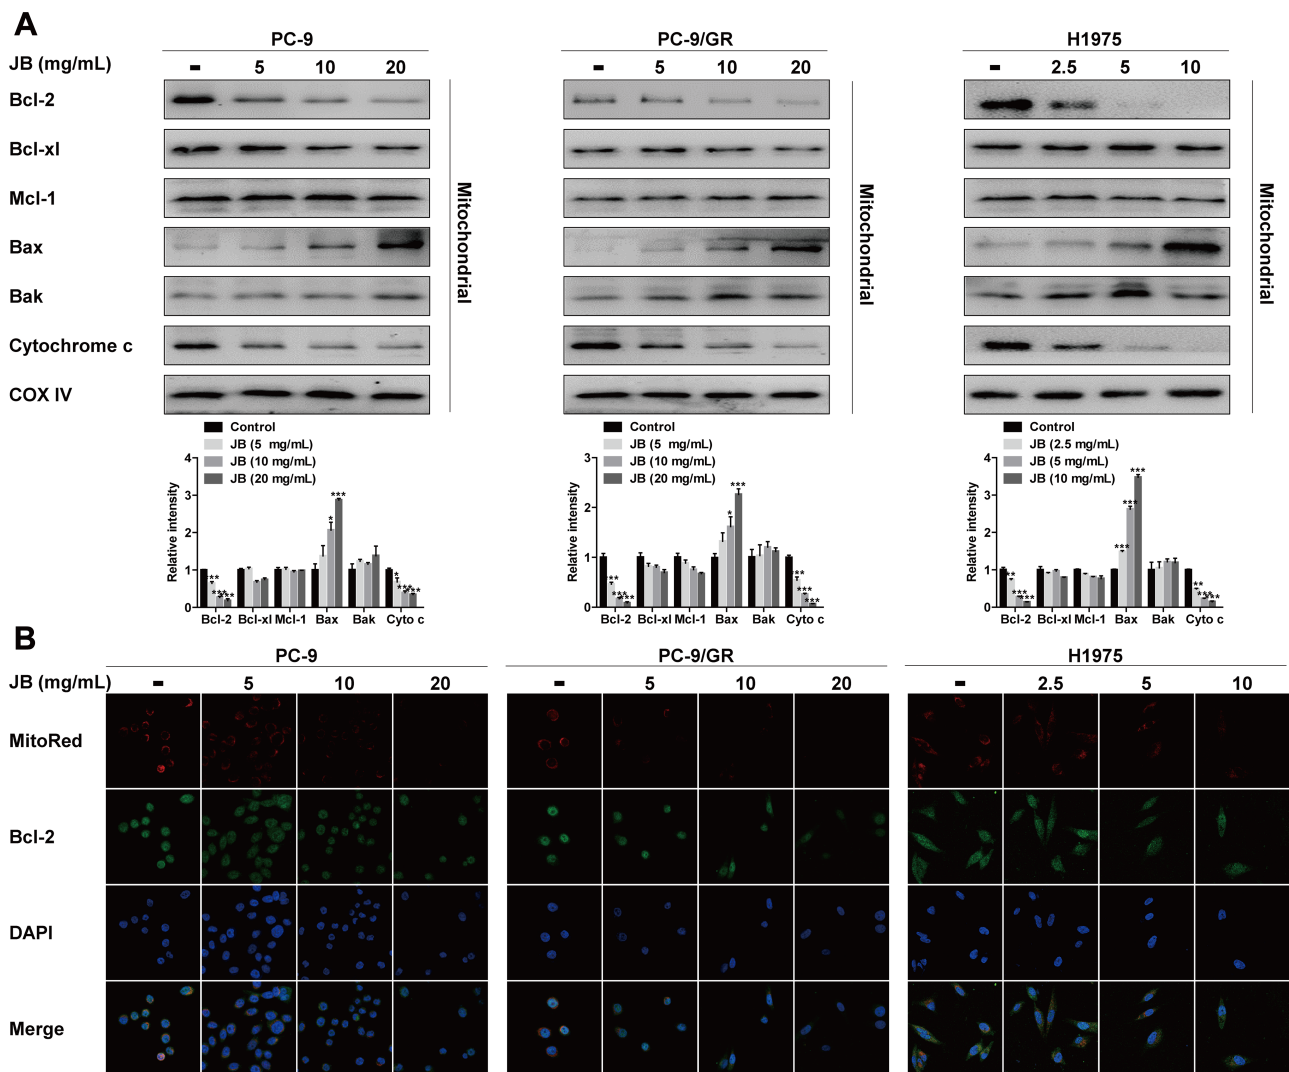 A
PC-9 PC-9/GR H1975
JB (mg/mL) - 5 10 20 - 5 10 20 - 2.5 5 10
Bcl-2
Bcl-xl
Mcl-1
Bax
Bak
Cytochrome c
COX IV
Mitochondrial Mitochondrial Mitochondrial
Control
JB (5 mg/mL)
JB (10 mg/mL)
JB (20 mg/mL)
Relative intensity
4
3
2
1
0
*** *** *** * *** * *** ***
Bcl-2 Bcl-xl Mcl-1 Bax Bak Cyto c
Control
JB (5 mg/mL)
JB (10 mg/mL)
JB (20 mg/mL)
Relative intensity
3
2
1
0
** *** *** * *** ** *** ***
Bcl-2 Bcl-xl Mcl-1 Bax Bak Cyto c
Control
JB (2.5 mg/mL)
JB (5 mg/mL)
JB (10 mg/mL)
Relative intensity
4
3
2
1
0
** *** *** *** *** *** ** *** ***
Bcl-2 Bcl-xl Mcl-1 Bax Bak Cyto c
B
PC-9 PC-9/GR H1975
JB (mg/mL) - 5 10 20 - 5 10 20 - 2.5 5 10
MitoRed
Bcl-2
DAPI
Merge